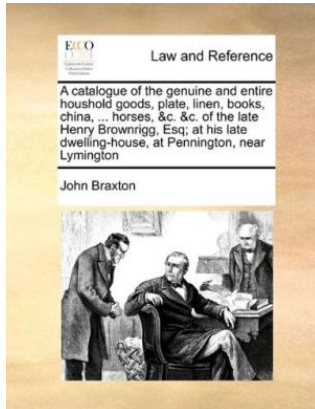 ECCO
Law and Reference
A catalogue of the genuine and entire
houshold goods, plate, linen, books,
china, ... horses, &c. &c. of the late
Henry Brownrigg, Esq; at his late
dwelling-house, at Pennington, near
Lymington
John Braxton